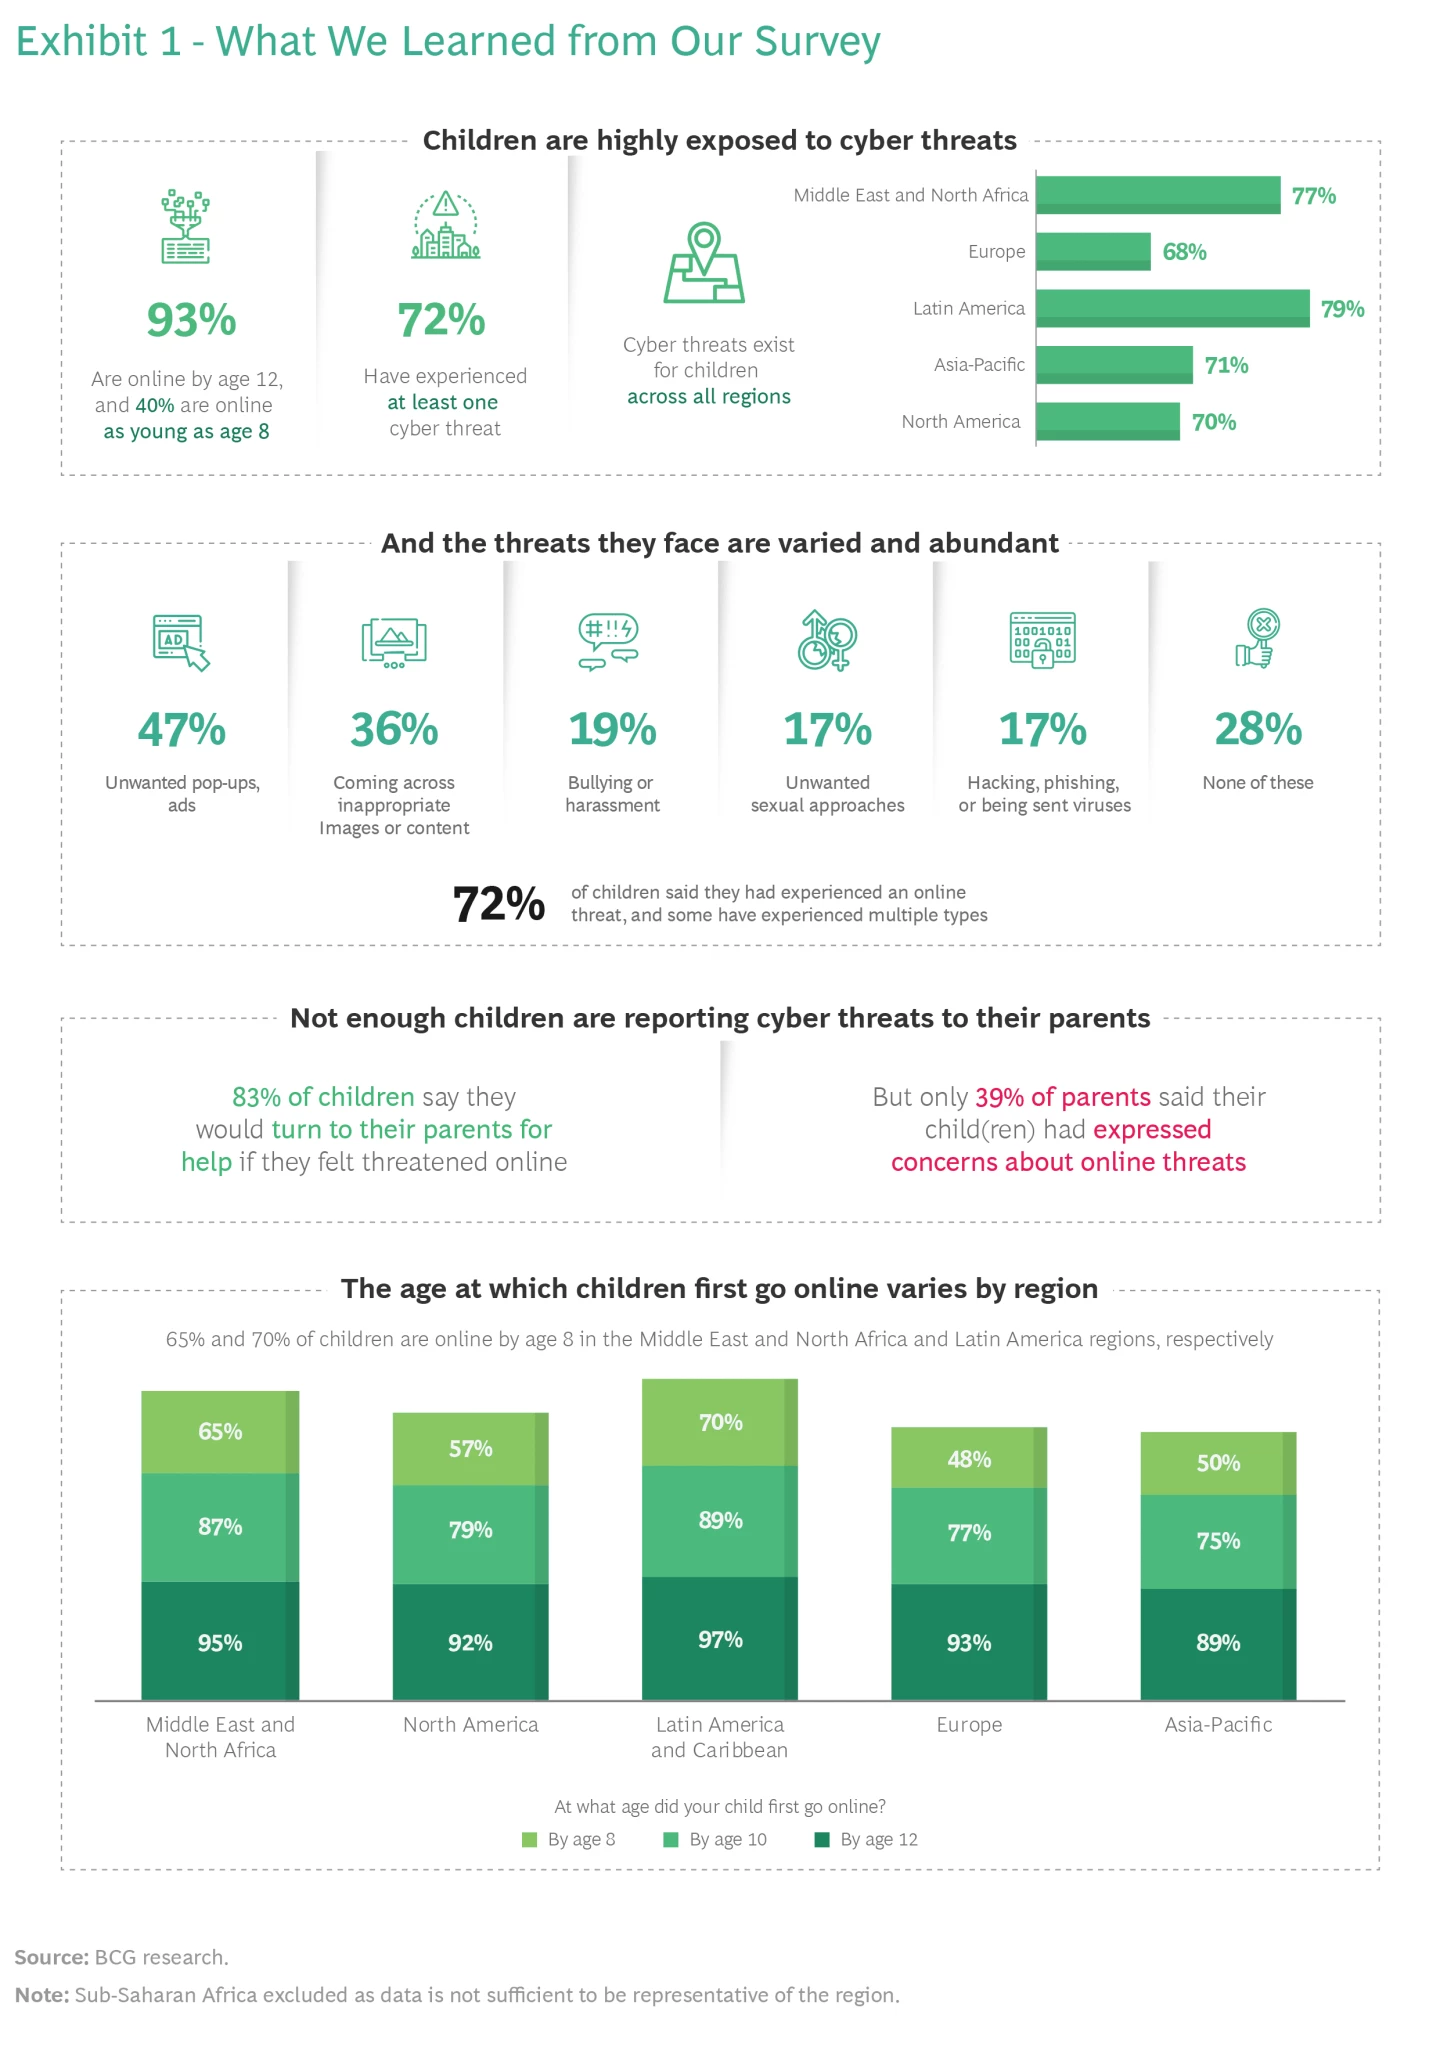 Exhibit 1 - What We Learned from Our Survey
Children are highly exposed to cyber threats
93%
Are online by age 12,
and 40% are online
as young as age 8
72%
Have experienced
at least one
cyber threat
Cyber threats exist
for children
across all regions
Middle East and North Africa 77%
Europe 68%
Latin America 79%
Asia-Pacific 71%
North America 70%
And the threats they face are varied and abundant
AD
47%
Unwanted pop-ups,
ads
36%
Coming across
inappropriate
Images or content
#!!
19%
Bullying or
harassment
17%
Unwanted
sexual approaches
1001010
00 01
00 00
17%
Hacking, phishing,
or being sent viruses
28%
None of these
72%
of children said they had experienced an online
threat, and some have experienced multiple types
Not enough children are reporting cyber threats to their parents
83% of children say they
would turn to their parents for
help if they felt threatened online
But only 39% of parents said their
child(ren) had expressed
concerns about online threats
The age at which children first go online varies by region
65% and 70% of children are online by age 8 in the Middle East and North Africa and Latin America regions, respectively
65%
87%
95%
Middle East and
North Africa
57%
79%
92%
North America
70%
89%
97%
Latin America
and Caribbean
48%
77%
93%
Europe
50%
75%
89%
Asia-Pacific
At what age did your child first go online?
By age 8 By age 10 By age 12
Source: BCG research.
Note: Sub-Saharan Africa excluded as data is not sufficient to be representative of the region.